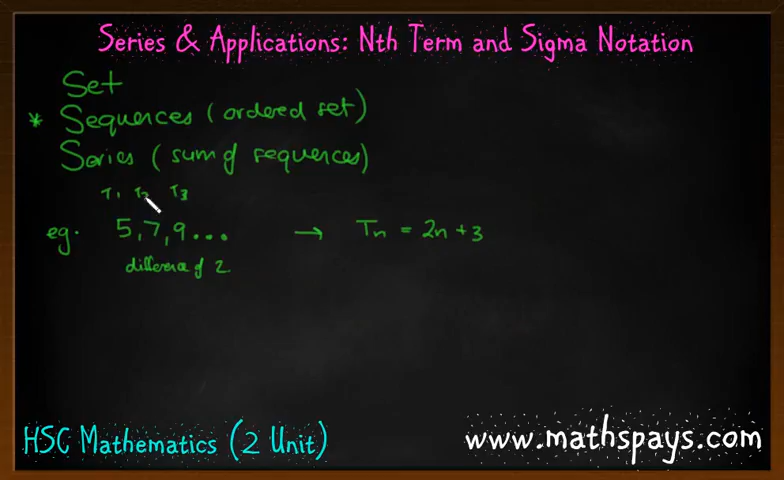 Series & Applications: Nth Term and Sigma Notation
Set
* Sequences (ordered set)
Series (sum of sequences)
T1 T2 T3
eg. 5, 7, 9... → Tn = 2n + 3
difference of 2
HSC Mathematics (2 Unit)
www.mathspays.com